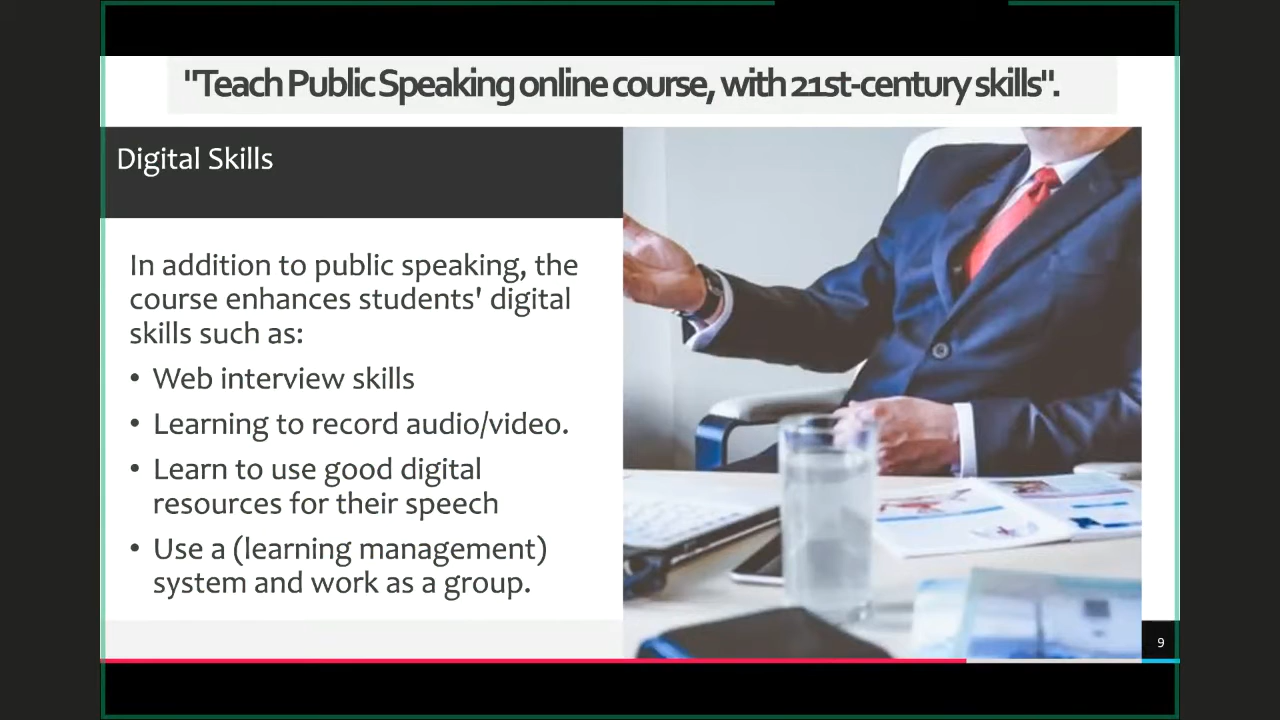 "Teach Public Speaking online course, with 21st-century skills".
Digital Skills
In addition to public speaking, the
course enhances students' digital
skills such as:
• Web interview skills
• Learning to record audio/video.
• Learn to use good digital
resources for their speech
• Use a (learning management)
system and work as a group.
9